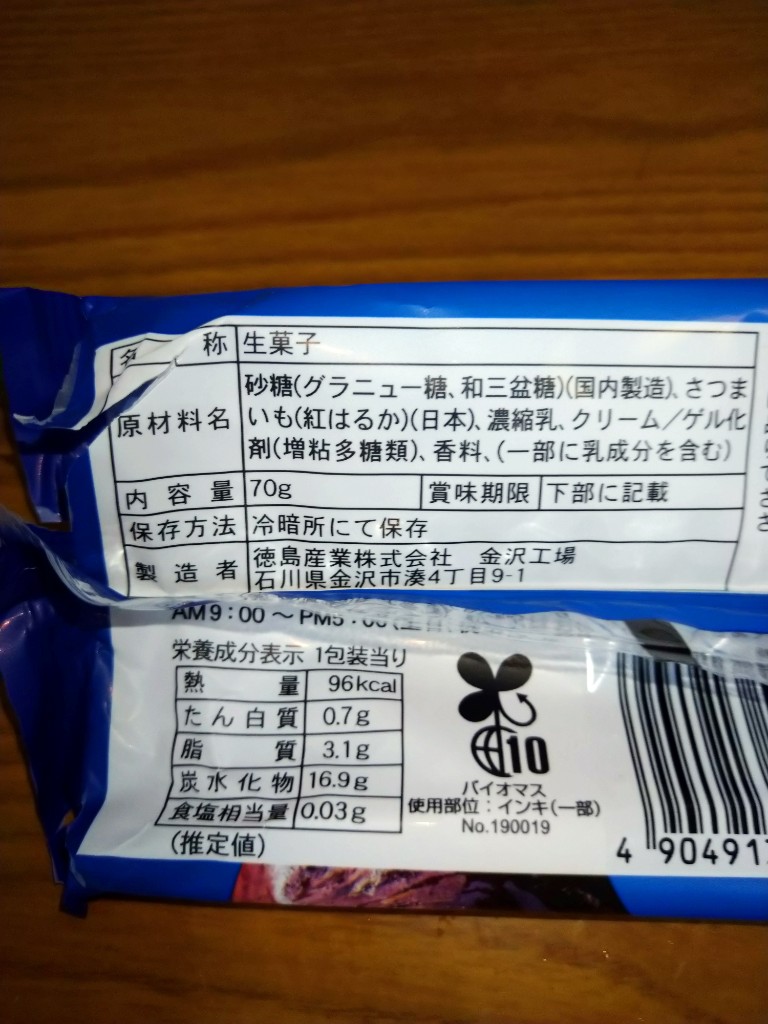 名 称 生菓子
原材料名 砂糖(グラニュー糖、和三盆糖)(国内製造)、さつま
いも(紅はるか)(日本)、濃縮乳、クリーム/ゲル化
剤(増粘多糖類)、香料、(一部に乳成分を含む)
内容量 70g 賞味期限 下部に記載
保存方法 冷暗所にて保存
製造者 徳島産業株式会社 金沢工場
石川県金沢市湊4丁目9-1
AM9:00～PM5:00
栄養成分表示 1包装当り
熱量 96kcal
たん白質 0.7g
脂質 3.1g
炭水化物 16.9g
食塩相当量 0.03g
(推定値)
10
バイオマス
使用部位:インキ(一部)
No.190019
4 90491